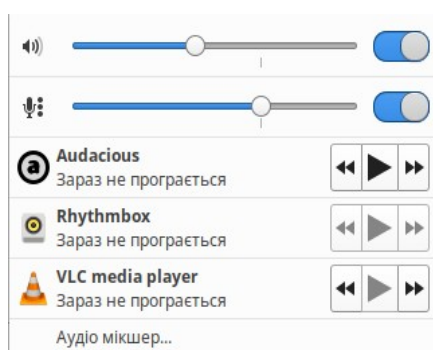 Audacious
Зараз не програється
Rhythmbox
Зараз не програється
VLC media player
Зараз не програється
Аудіо мікшер...